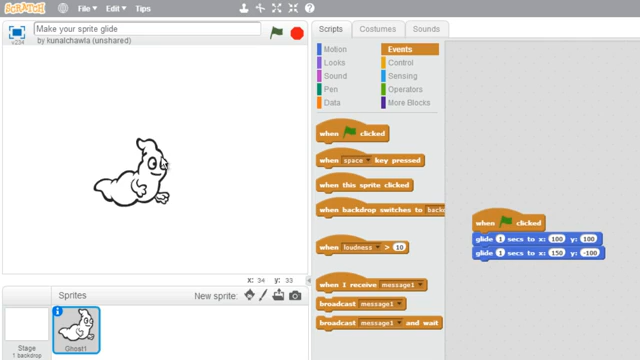 SCRATCH
File
Edit
Tips
Make your sprite glide
v234
by kunalchawla (unshared)
Scripts
Costumes
Sounds
Motion
Events
Looks
Control
Sound
Sensing
Pen
Operators
Data
More Blocks
when clicked
when space key pressed
when this sprite clicked
when backdrop switches to
when loudness > 10
when I receive message1
broadcast message1
broadcast message1 and wait
when clicked
glide 1 secs to x: 100 y: 100
glide 1 secs to x: 150 y: -100
x: 34 y: 33
Sprites
New sprite:
Stage
1 backdrop
Ghost1